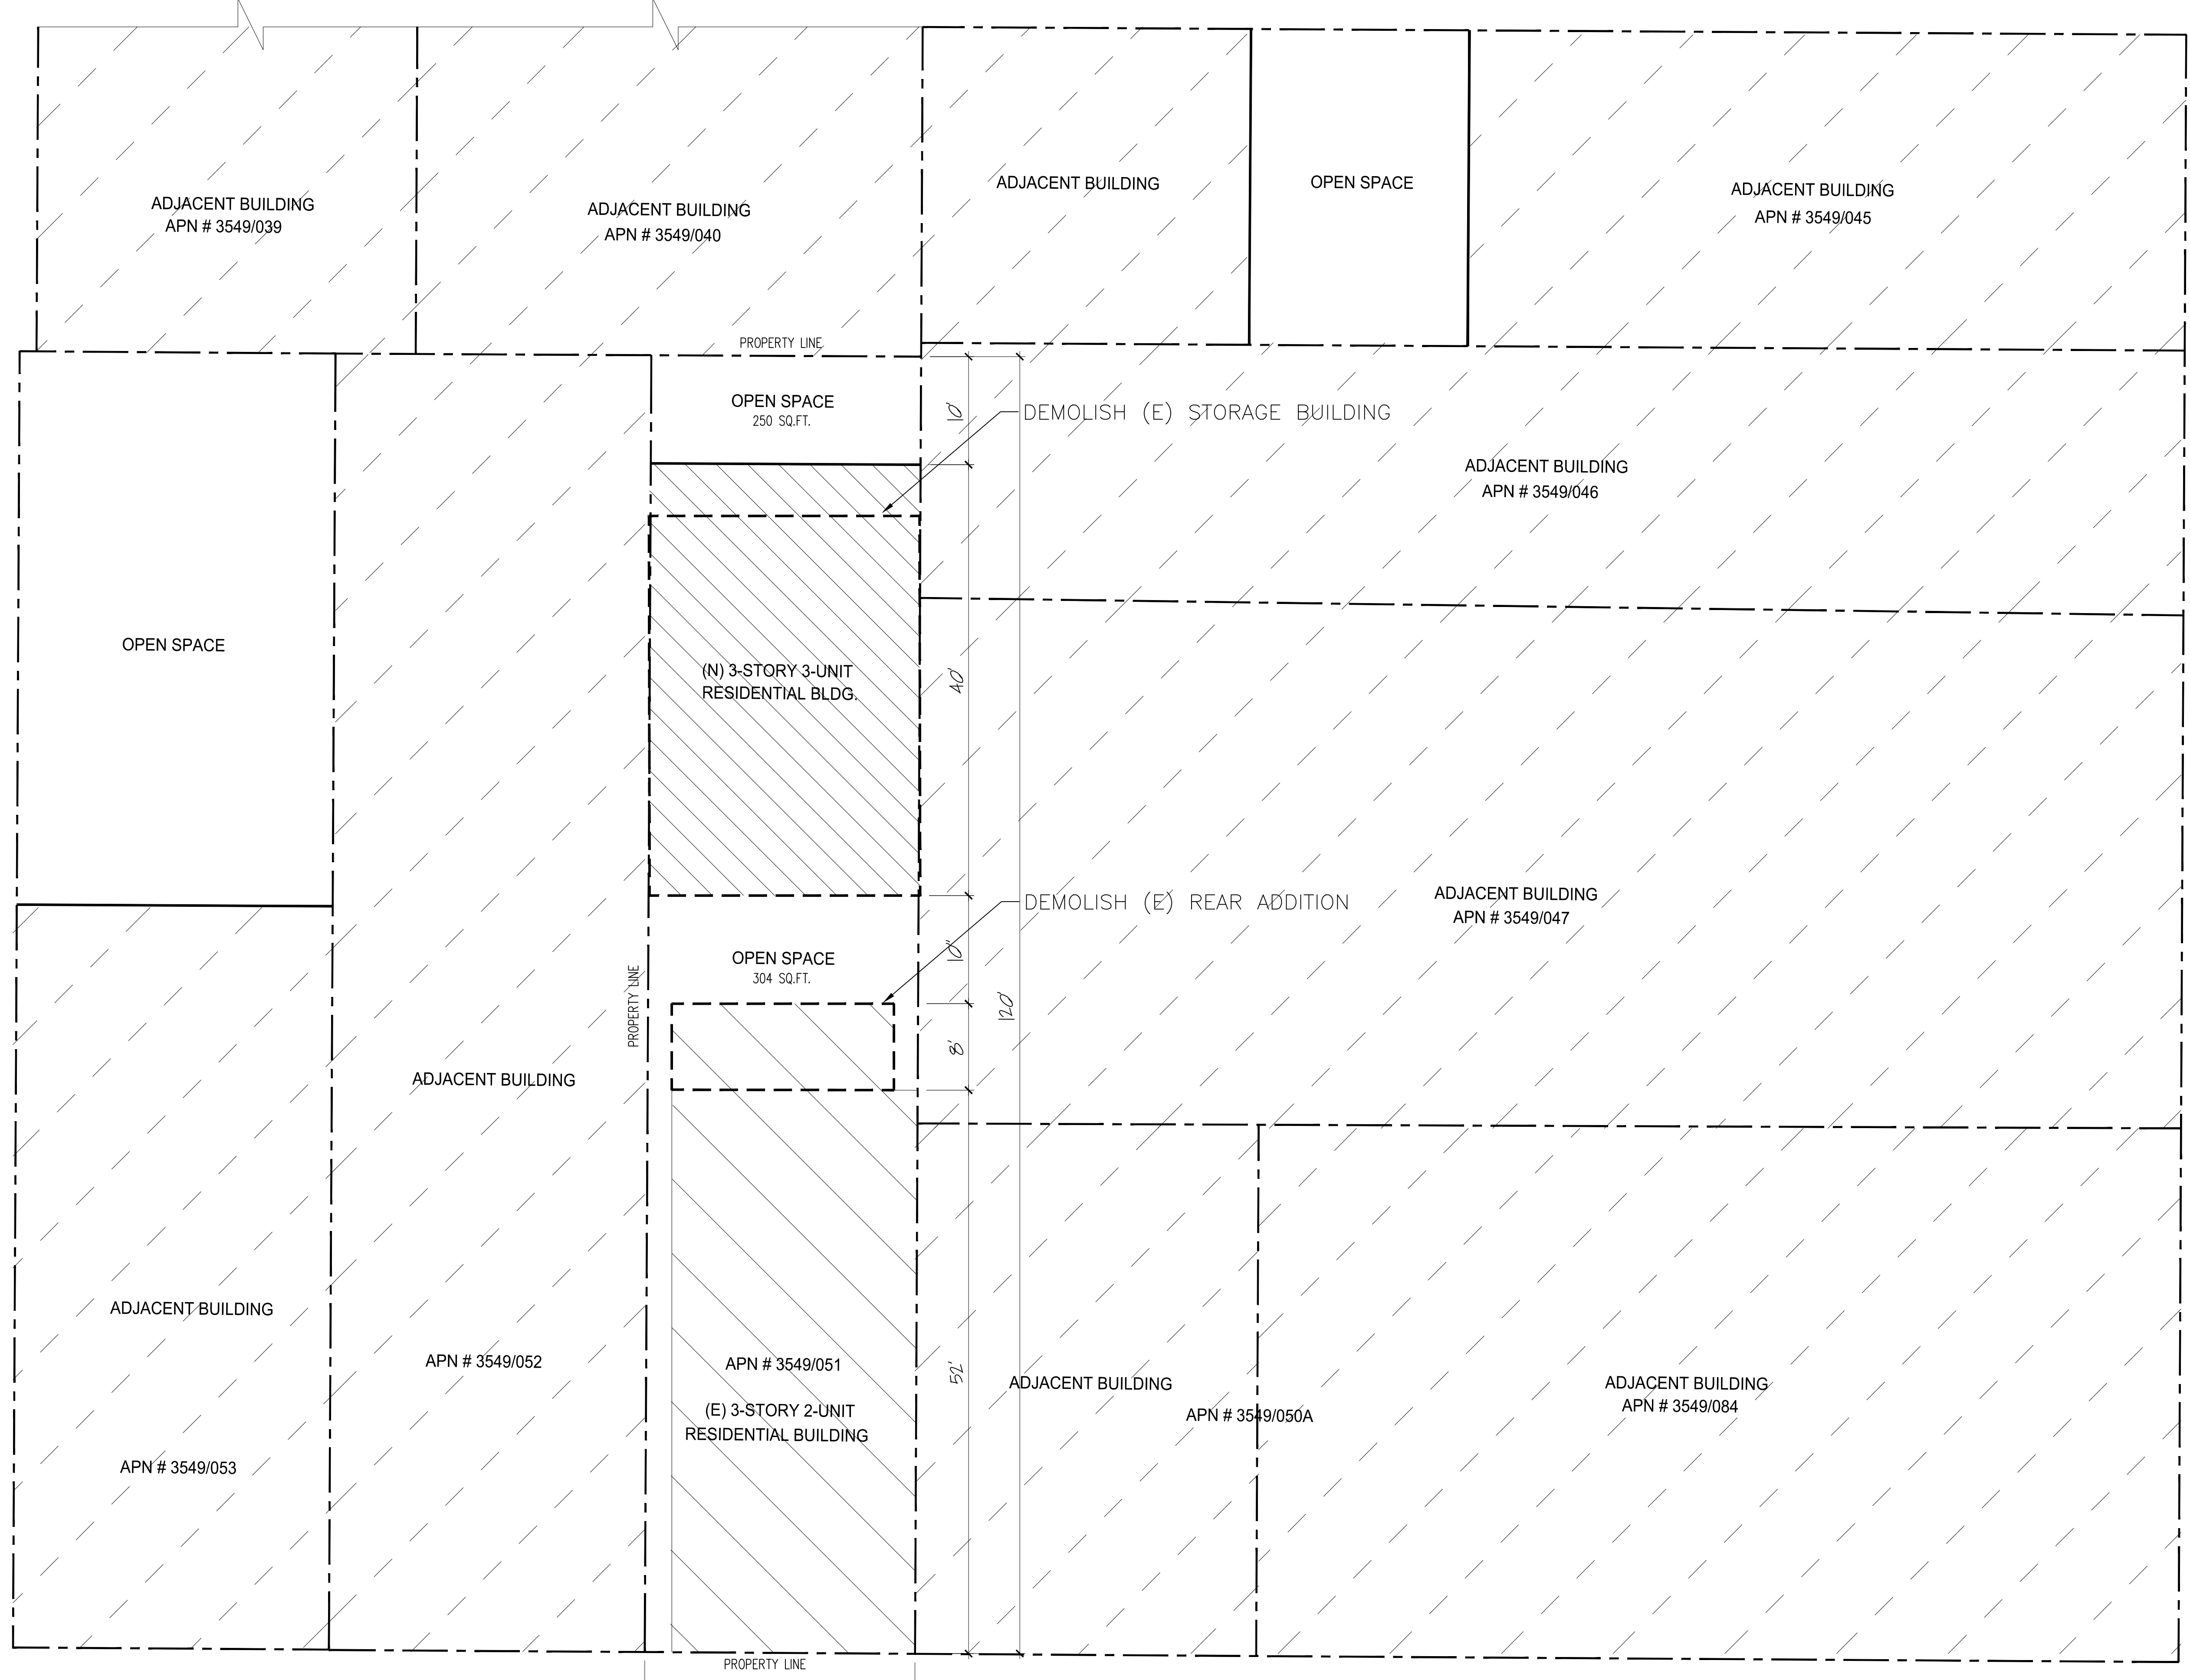 ADJACENT BUILDING
APN # 3549/039
ADJACENT BUILDING
APN # 3549/040
ADJACENT BUILDING
OPEN SPACE
ADJACENT BUILDING
APN # 3549/045
PROPERTY LINE
OPEN SPACE
250 SQ.FT.
10'
DEMOLISH (E) STORAGE BUILDING
ADJACENT BUILDING
APN # 3549/046
OPEN SPACE
(N) 3-STORY 3-UNIT
RESIDENTIAL BLDG.
40'
ADJACENT BUILDING
APN # 3549/047
DEMOLISH (E) REAR ADDITION
OPEN SPACE
304 SQ.FT.
10"
PROPERTY LINE
120'
8'
ADJACENT BUILDING
ADJACENT BUILDING
APN # 3549/053
APN # 3549/052
APN # 3549/051
(E) 3-STORY 2-UNIT
RESIDENTIAL BUILDING
52'
ADJACENT BUILDING
APN # 3549/050A
ADJACENT BUILDING
APN # 3549/084
PROPERTY LINE